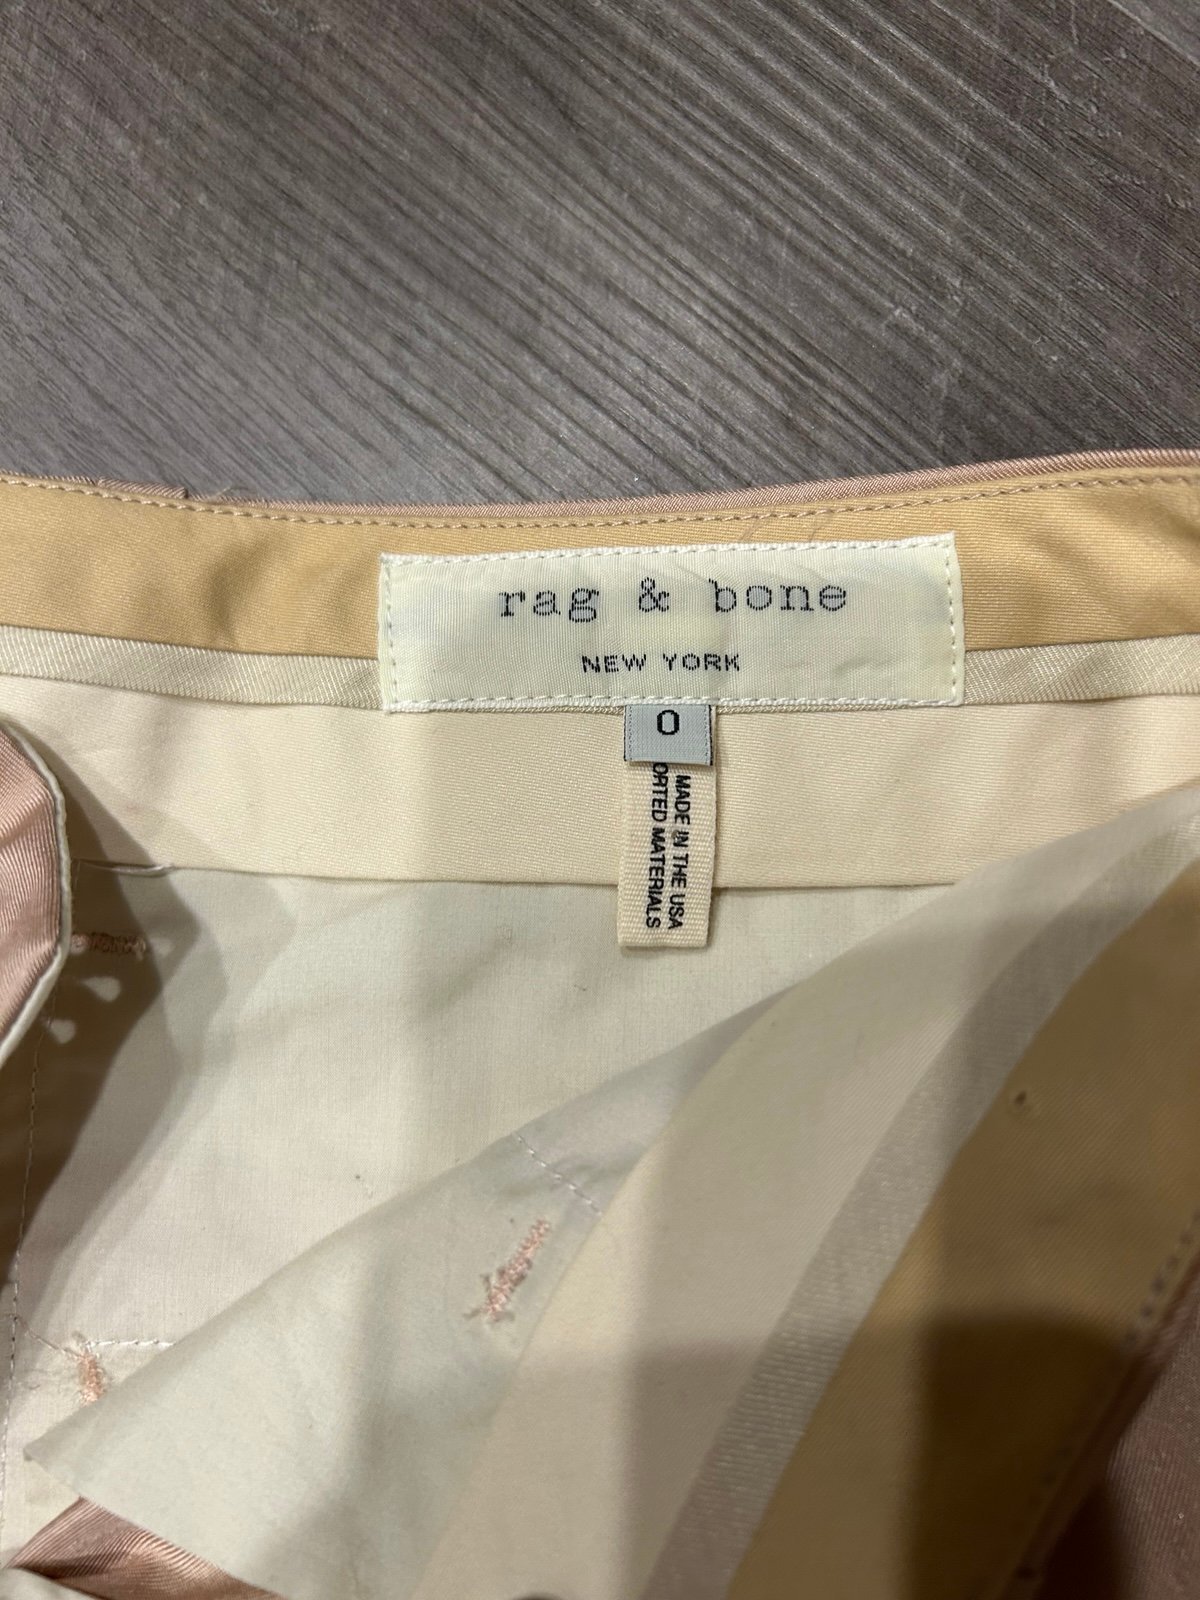 rag & bone
NEW YORK
0
MADE IN THE USA
ORTED MATERIALS